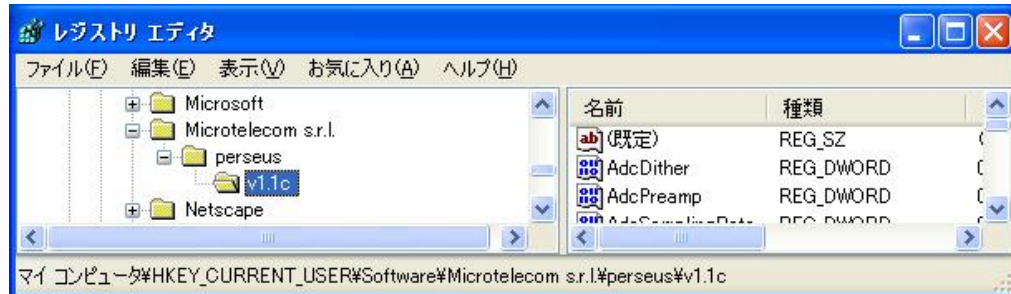 レジストリ エディタ
ファイル(F) 編集(E) 表示(V) お気に入り(A) ヘルプ(H)
Microsoft
Microtelecom s.r.l.
perseus
v1.1c
Netscape
名前 種類
(既定) REG_SZ
AdcDither REG_DWORD
AdcPreamp REG_DWORD
AdcSamplingRate REG_DWORD
マイ コンピュータ¥HKEY_CURRENT_USER¥Software¥Microtelecom s.r.l.¥perseus¥v1.1c